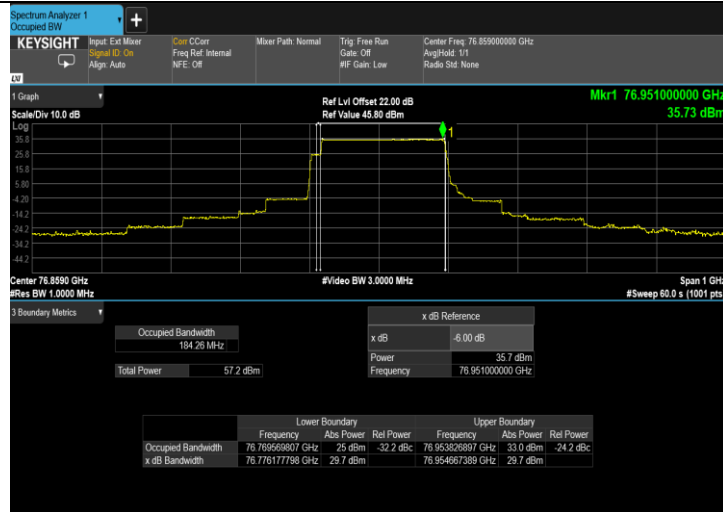 Spectrum Analyzer 1
Occupied BW
+
KEYSIGHT
Input: Ext Mixer
Signal ID: On
Align: Auto
Corr CCorr
Freq Ref: Internal
NFE: Off
Mixer Path: Normal
Trig: Free Run
Gate: Off
#IF Gain: Low
Center Freq: 76.859000000 GHz
Avg|Hold: 1/1
Radio Std: None
LXI
1 Graph
Scale/Div 10.0 dB
Ref Lvl Offset 22.00 dB
Ref Value 45.80 dBm
Mkr1 76.951000000 GHz
35.73 dBm
Log
35.8
25.8
15.8
5.80
-4.20
-14.2
-24.2
-34.2
-44.2
1
Center 76.8590 GHz
#Res BW 1.0000 MHz
#Video BW 3.0000 MHz
Span 1 GHz
#Sweep 60.0 s (1001 pts
3 Boundary Metrics
Occupied Bandwidth
184.26 MHz
Total Power 57.2 dBm
x dB Reference
x dB -6.00 dB
Power 35.7 dBm
Frequency 76.951000000 GHz
Lower Boundary Upper Boundary
Frequency Abs Power Rel Power Frequency Abs Power Rel Power
Occupied Bandwidth 76.769569807 GHz 25 dBm -32.2 dBc 76.953826897 GHz 33.0 dBm -24.2 dBc
x dB Bandwidth 76.776177798 GHz 29.7 dBm 76.954667389 GHz 29.7 dBm